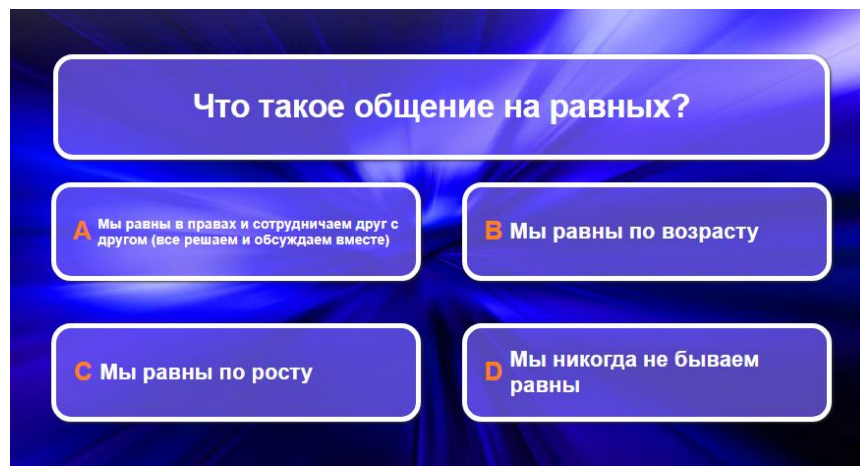 Что такое общение на равных?
A Мы равны в правах и сотрудничаем друг с
другом (все решаем и обсуждаем вместе)
B Мы равны по возрасту
C Мы равны по росту
D Мы никогда не бываем
равны